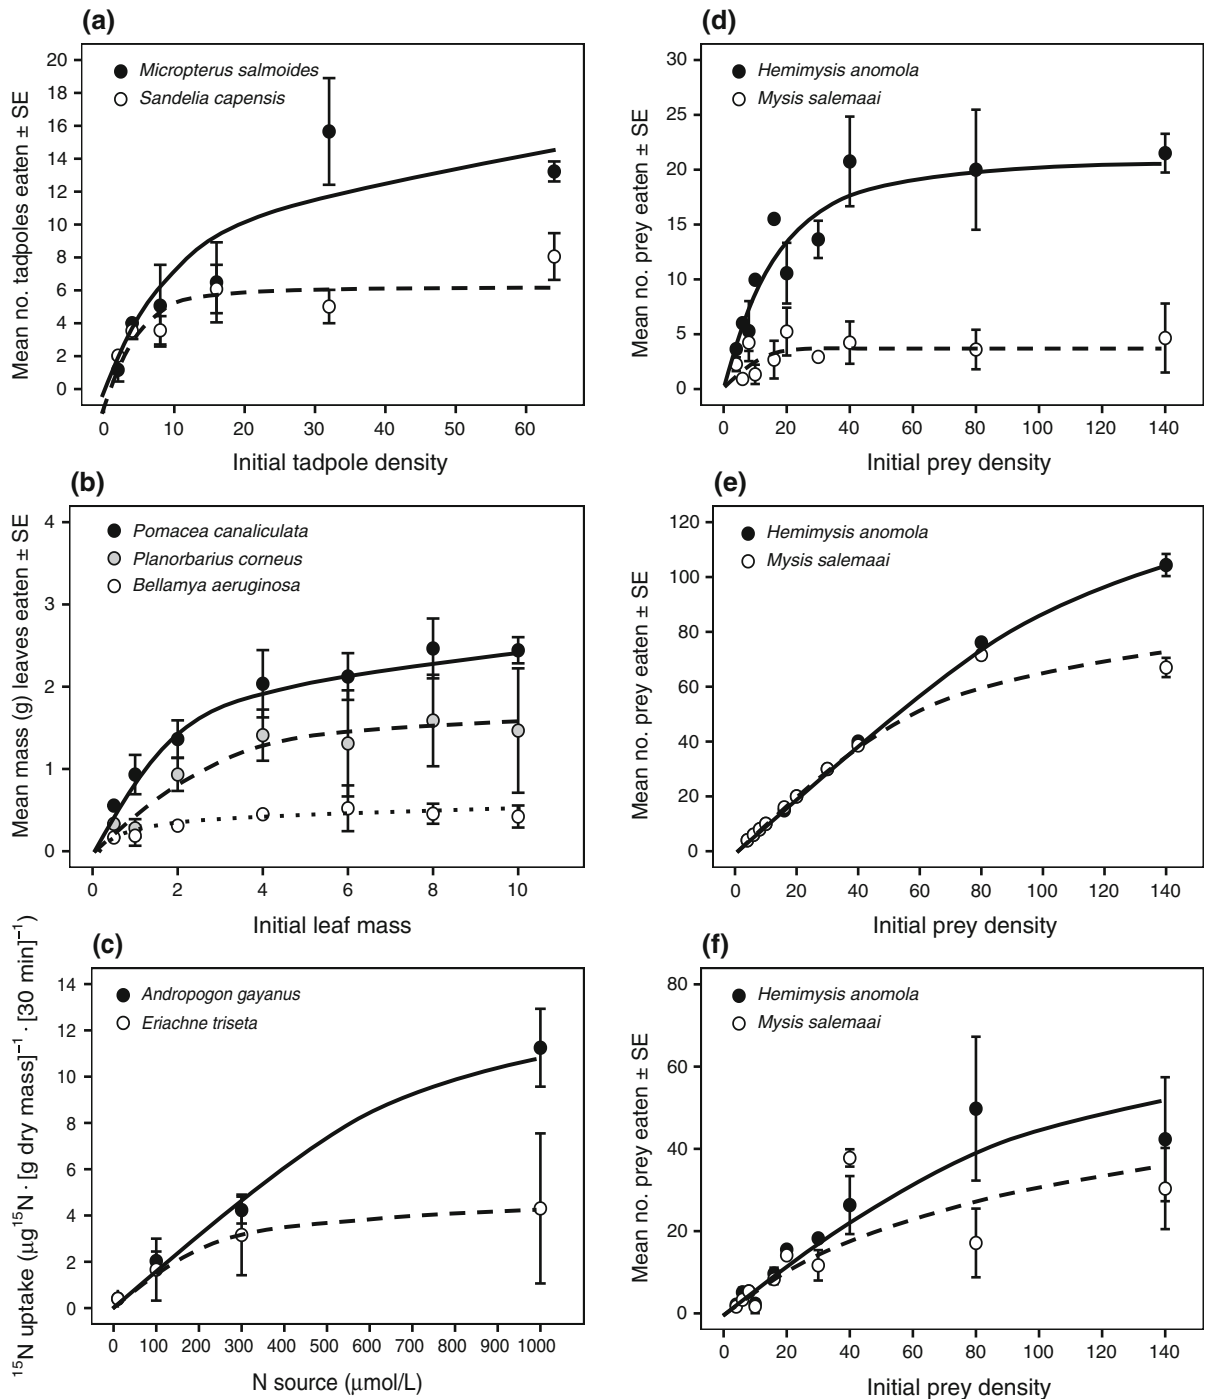 (a)
Mean no. tadpoles eaten ± SE
20
18
16
14
12
10
8
6
4
2
0
Micropterus salmoides
Sandelia capensis
0 10 20 30 40 50 60
Initial tadpole density
(b)
Mean mass (g) leaves eaten ± SE
4
3
2
1
0
Pomacea canaliculata
Planorbarius corneus
Bellamya aeruginosa
0 2 4 6 8 10
Initial leaf mass
(c)
¹⁵N uptake (µg¹⁵N · [g dry mass]⁻¹ · [30 min]⁻¹)
14
12
10
8
6
4
2
0
Andropogon gayanus
Eriachne triseta
0 100 200 300 400 500 600 700 800 900 1000
N source (µmol/L)
(d)
Mean no. prey eaten ± SE
30
25
20
15
10
5
0
Hemimysis anomola
Mysis salemaai
0 20 40 60 80 100 120 140
Initial prey density
(e)
Mean no. prey eaten ± SE
120
100
80
60
40
20
0
Hemimysis anomola
Mysis salemaai
0 20 40 60 80 100 120 140
Initial prey density
(f)
Mean no. prey eaten ± SE
80
60
40
20
0
Hemimysis anomola
Mysis salemaai
0 20 40 60 80 100 120 140
Initial prey density